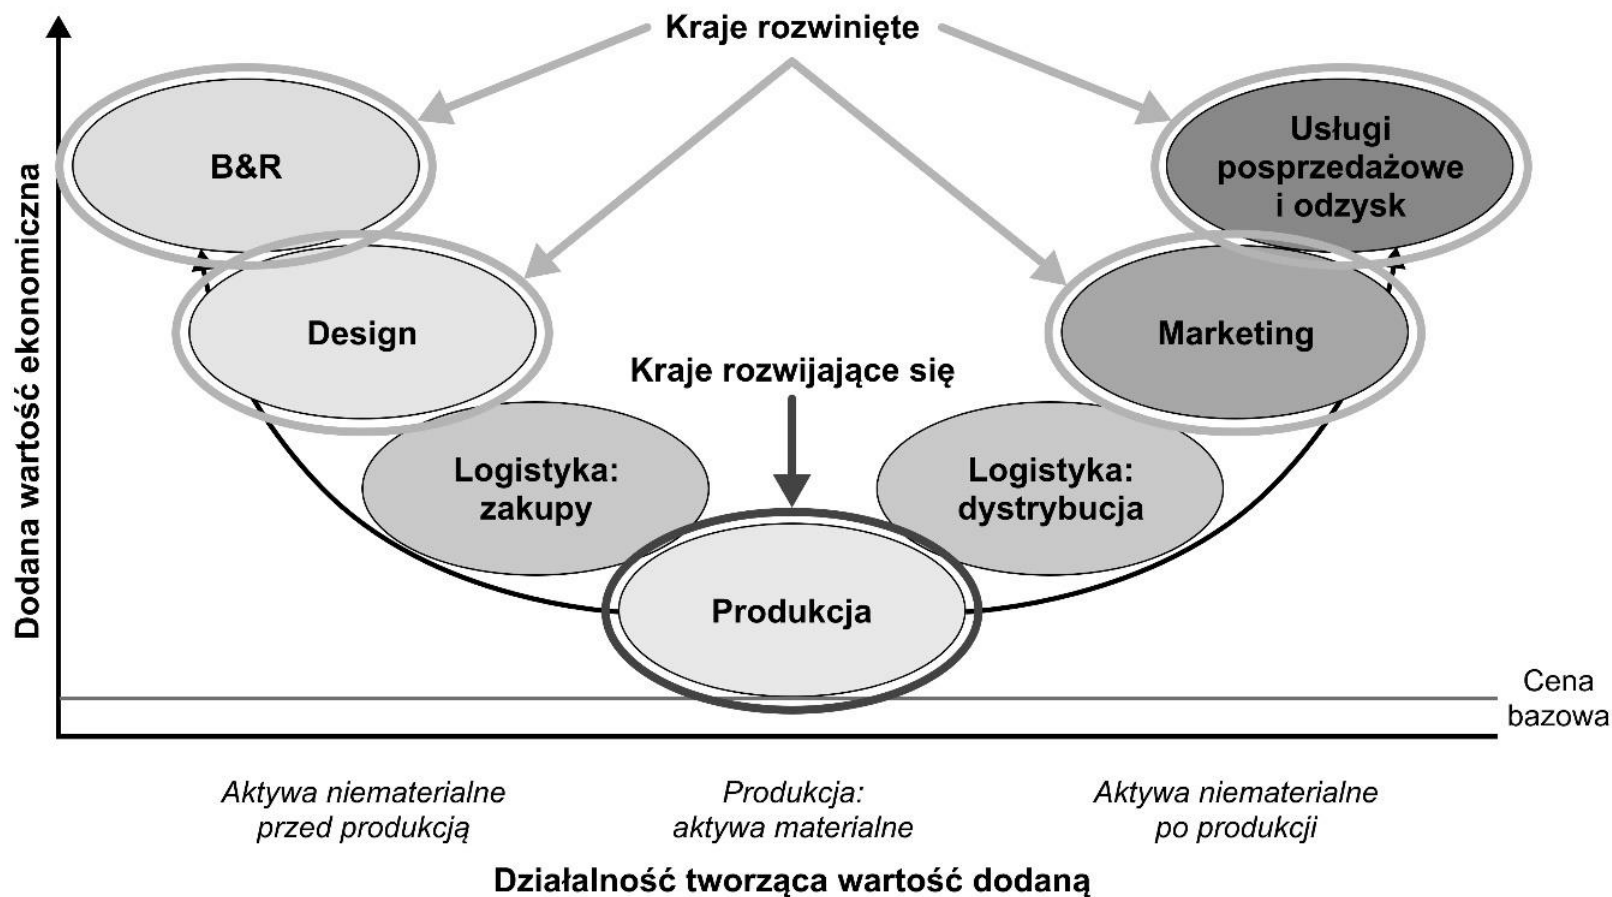 Kraje rozwinięte
B&R
Usługi
posprzedażowe
i odzysk
Design
Marketing
Kraje rozwijające się
Logistyka:
zakupy
Logistyka:
dystrybucja
Produkcja
Dodana wartość ekonomiczna
Cena
bazowa
Aktywa niematerialne
przed produkcją
Produkcja:
aktywa materialne
Aktywa niematerialne
po produkcji
Działalność tworząca wartość dodaną